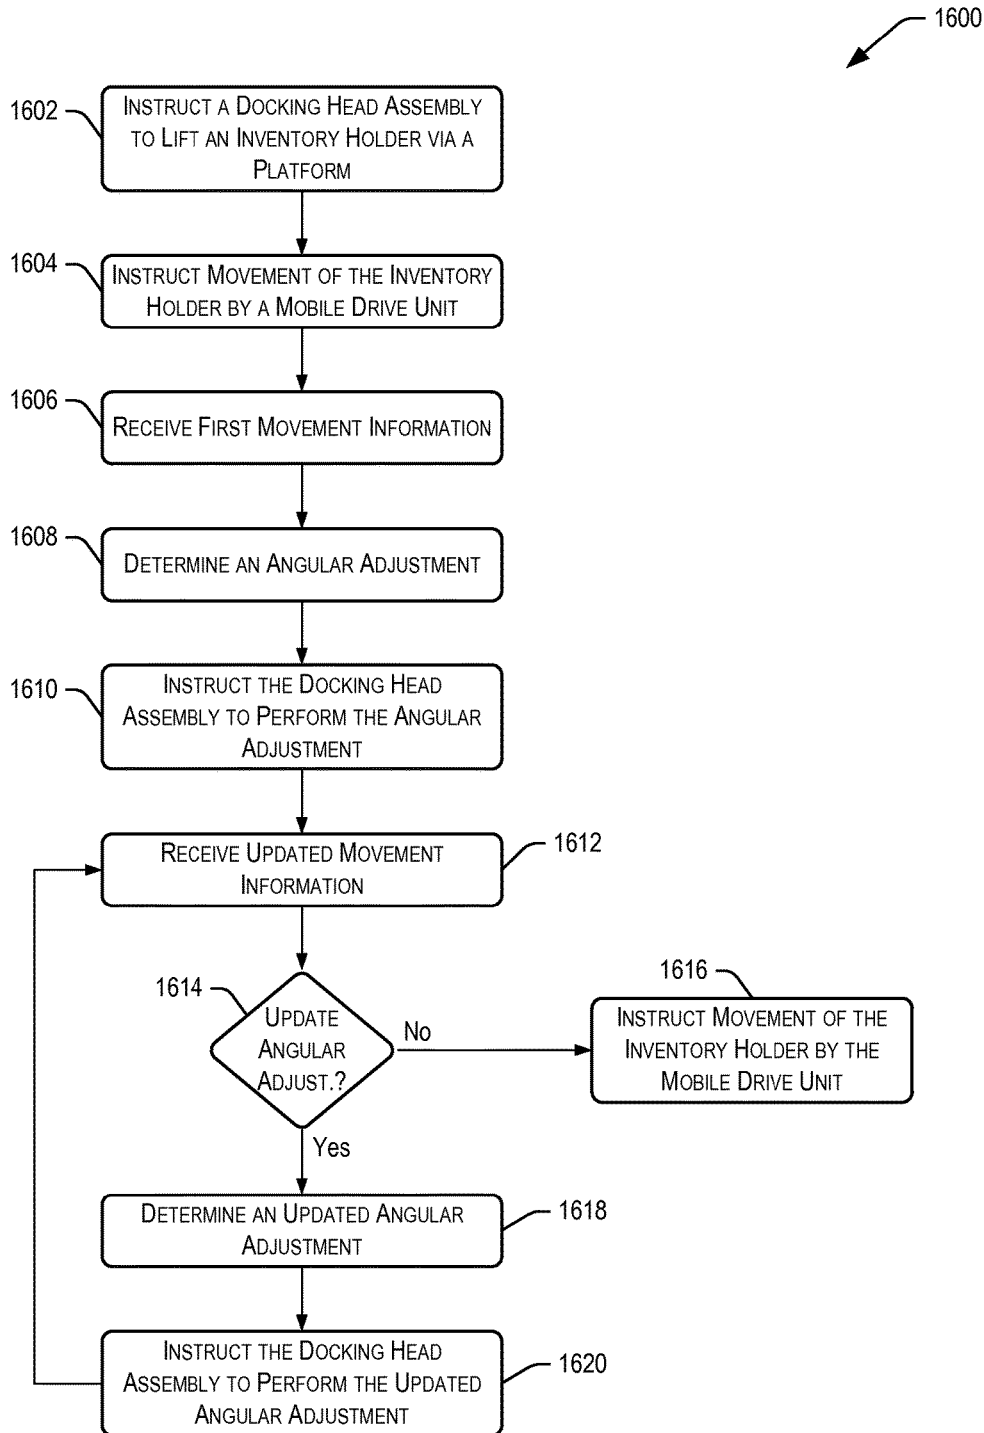 1600
1602
INSTRUCT A DOCKING HEAD ASSEMBLY
TO LIFT AN INVENTORY HOLDER VIA A
PLATFORM
1604
INSTRUCT MOVEMENT OF THE INVENTORY
HOLDER BY A MOBILE DRIVE UNIT
1606
RECEIVE FIRST MOVEMENT INFORMATION
1608
DETERMINE AN ANGULAR ADJUSTMENT
1610
INSTRUCT THE DOCKING HEAD
ASSEMBLY TO PERFORM THE ANGULAR
ADJUSTMENT
1612
RECEIVE UPDATED MOVEMENT
INFORMATION
1614
UPDATE
ANGULAR
ADJUST.?
No
1616
INSTRUCT MOVEMENT OF THE
INVENTORY HOLDER BY THE
MOBILE DRIVE UNIT
Yes
1618
DETERMINE AN UPDATED ANGULAR
ADJUSTMENT
1620
INSTRUCT THE DOCKING HEAD
ASSEMBLY TO PERFORM THE UPDATED
ANGULAR ADJUSTMENT